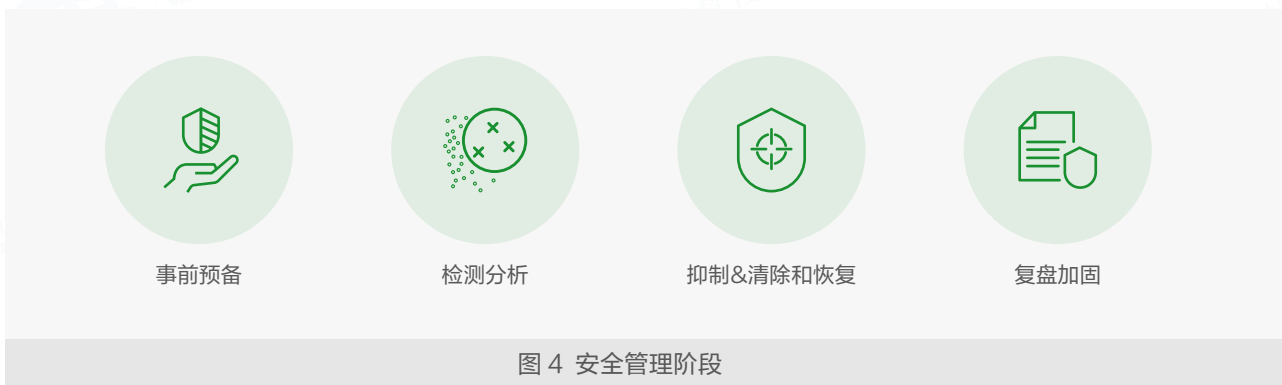 事前预备
检测分析
抑制&清除和恢复
复盘加固
图 4 安全管理阶段